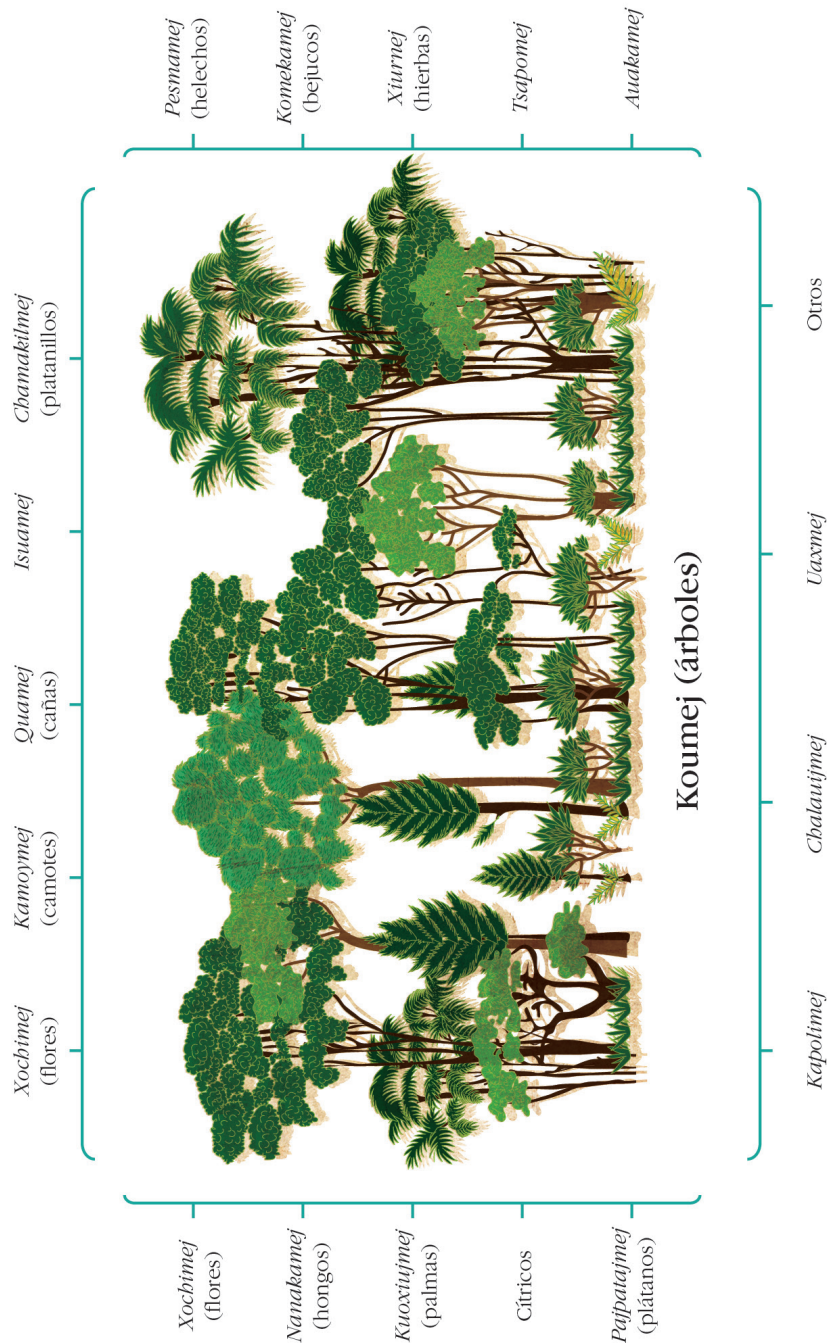 Xochimej
(flores)
Kamoymej
(camotes)
Quamej
(cañas)
Isuamej
Chamakilmej
(platanillos)
Xochimej
(flores)
Nanakamej
(hongos)
Kuoxiujmej
(palmas)
Cítricos
Pajpatajmej
(plátanos)
Pesmamej
(helechos)
Komekamej
(bejucos)
Xiurnej
(hierbas)
Tsapomej
Auakamej
Koumej (árboles)
Kapolimej
Chalauijmej
Uaxmej
Otros